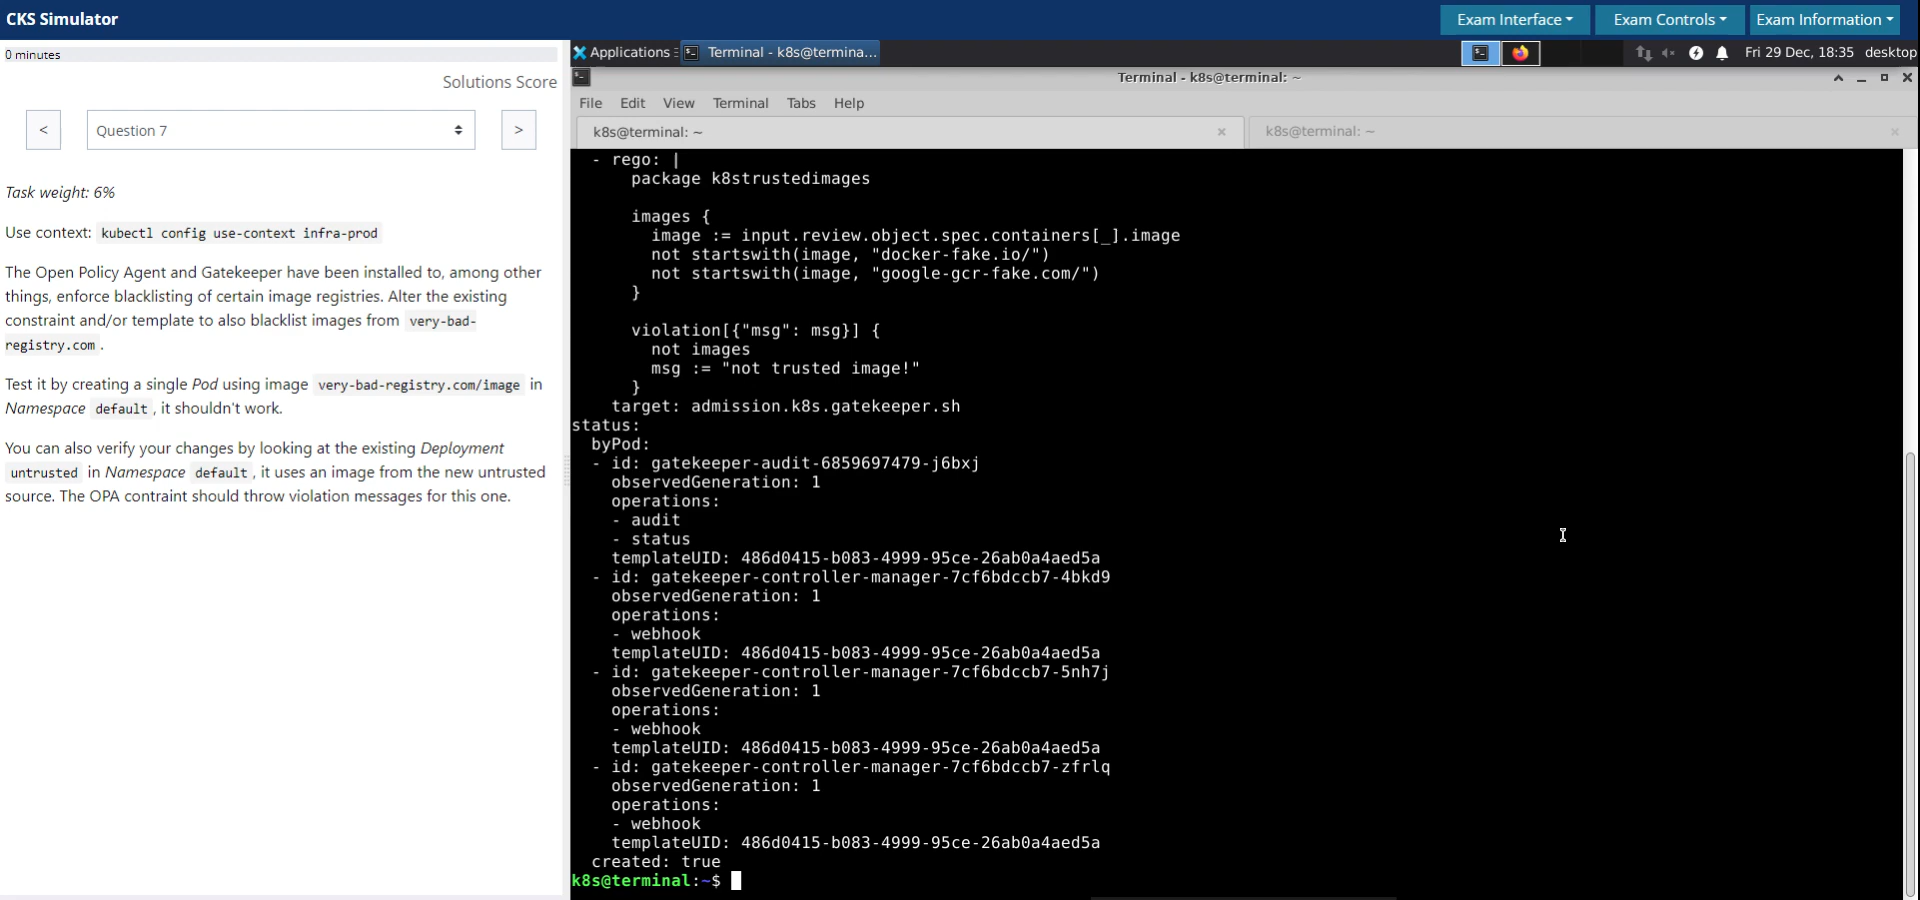 CKS Simulator
Exam Interface
Exam Controls
Exam Information
0 minutes
Solutions Score
<
Question 7
>
Task weight: 6%
Use context: kubectl config use-context infra-prod
The Open Policy Agent and Gatekeeper have been installed to, among other
things, enforce blacklisting of certain image registries. Alter the existing
constraint and/or template to also blacklist images from very-bad-
registry.com .
Test it by creating a single Pod using image very-bad-registry.com/image in
Namespace default , it shouldn't work.
You can also verify your changes by looking at the existing Deployment
untrusted in Namespace default , it uses an image from the new untrusted
source. The OPA contraint should throw violation messages for this one.
Applications
Terminal - k8s@termina...
Fri 29 Dec, 18:35 desktop
Terminal - k8s@terminal: ~
File Edit View Terminal Tabs Help
k8s@terminal: ~
k8s@terminal: ~
- rego: |
package k8strustedimages
images {
image := input.review.object.spec.containers[_].image
not startswith(image, "docker-fake.io/")
not startswith(image, "google-gcr-fake.com/")
}
violation[{"msg": msg}] {
not images
msg := "not trusted image!"
}
target: admission.k8s.gatekeeper.sh
status:
byPod:
- id: gatekeeper-audit-6859697479-j6bxj
observedGeneration: 1
operations:
- audit
- status
templateUID: 486d0415-b083-4999-95ce-26ab0a4aed5a
- id: gatekeeper-controller-manager-7cf6bdccb7-4bkd9
observedGeneration: 1
operations:
- webhook
templateUID: 486d0415-b083-4999-95ce-26ab0a4aed5a
- id: gatekeeper-controller-manager-7cf6bdccb7-5nh7j
observedGeneration: 1
operations:
- webhook
templateUID: 486d0415-b083-4999-95ce-26ab0a4aed5a
- id: gatekeeper-controller-manager-7cf6bdccb7-zfrlq
observedGeneration: 1
operations:
- webhook
templateUID: 486d0415-b083-4999-95ce-26ab0a4aed5a
created: true
k8s@terminal:~$